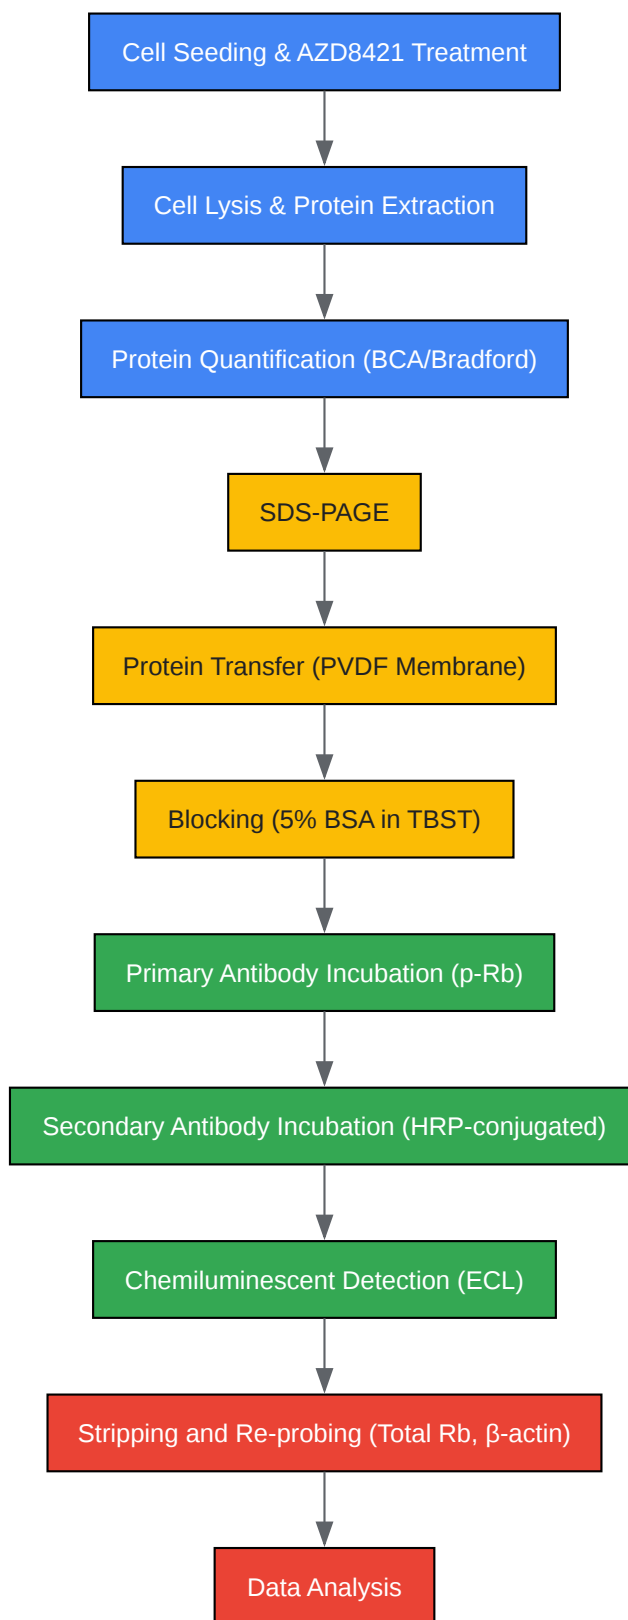 Cell Seeding & AZD8421 Treatment
Cell Lysis & Protein Extraction
Protein Quantification (BCA/Bradford)
SDS-PAGE
Protein Transfer (PVDF Membrane)
Blocking (5% BSA in TBST)
Primary Antibody Incubation (p-Rb)
Secondary Antibody Incubation (HRP-conjugated)
Chemiluminescent Detection (ECL)
Stripping and Re-probing (Total Rb, β-actin)
Data Analysis